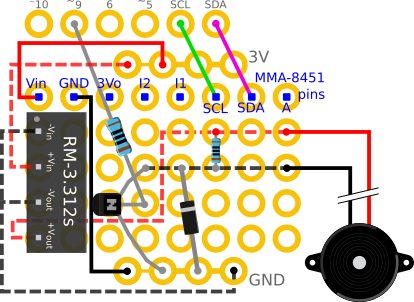 ~10 ~9 6 ~5 SCL SDA
3V
Vin GND 3Vo I2 I1 MMA-8451
SCL SDA A pins
-Vin
+Vin
-Vout
+Vout
RM-3.312s
N
GND